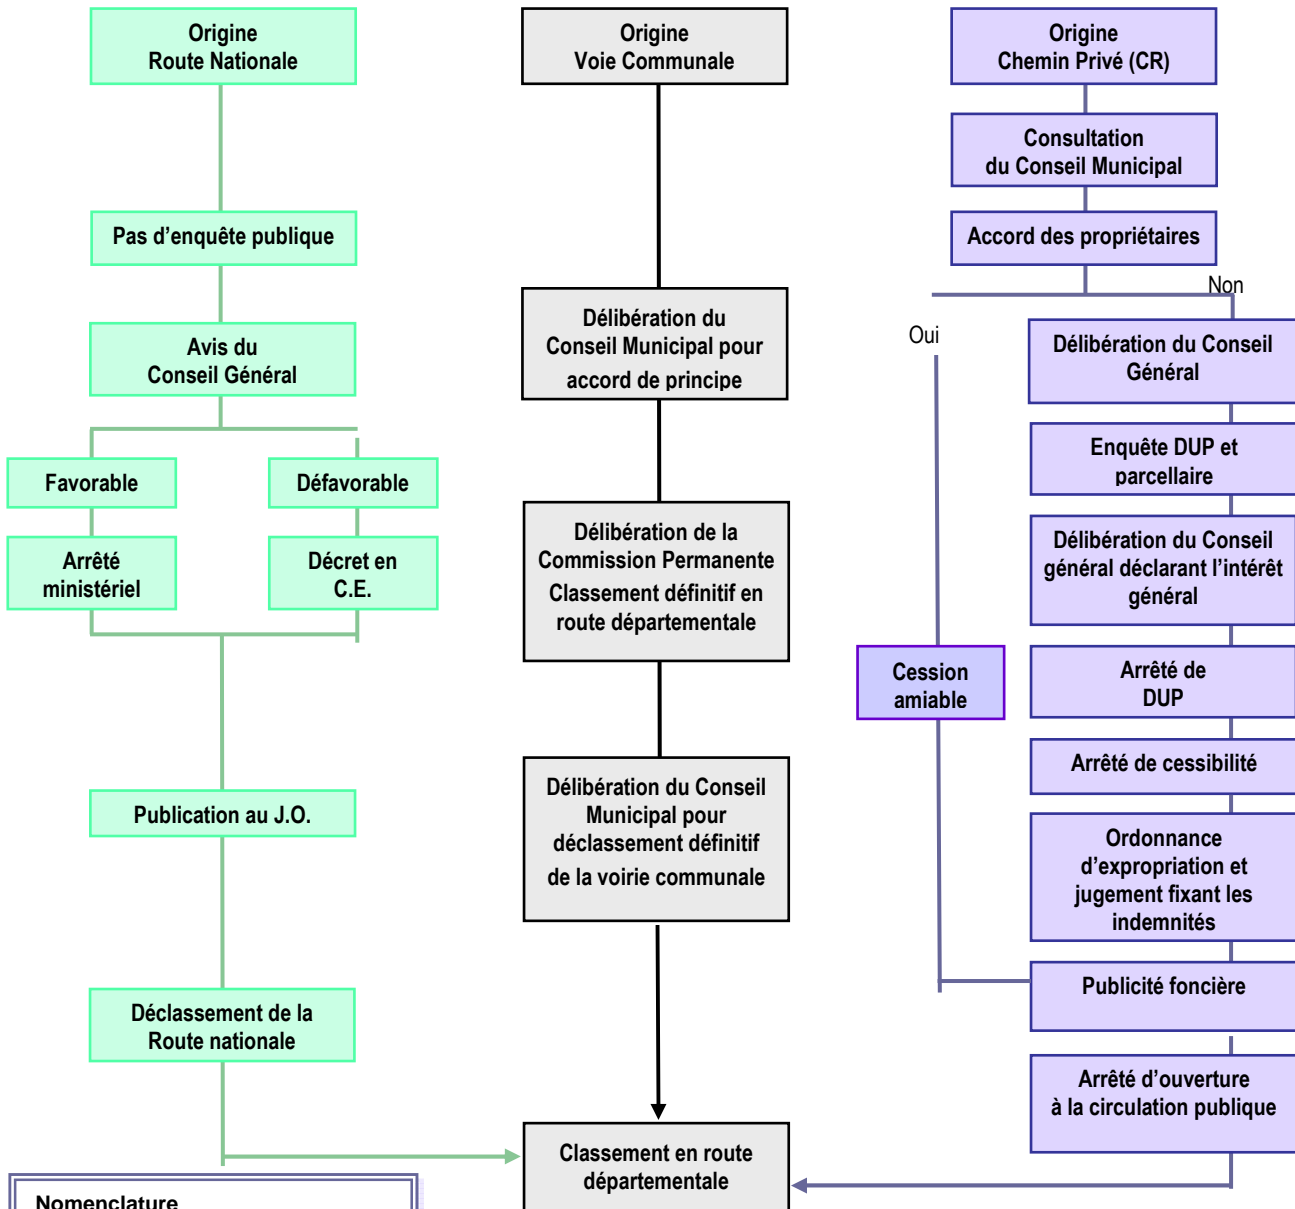 Origine
Route Nationale
Pas d’enquête publique
Avis du
Conseil Général
Favorable
Défavorable
Arrêté
ministériel
Décret en
C.E.
Publication au J.O.
Déclassement de la
Route nationale
Origine
Voie Communale
Délibération du
Conseil Municipal pour
accord de principe
Délibération de la
Commission Permanente
Classement définitif en
route départementale
Délibération du Conseil
Municipal pour
déclassement définitif
de la voirie communale
Classement en route
départementale
Origine
Chemin Privé (CR)
Consultation
du Conseil Municipal
Accord des propriétaires
Oui
Non
Cession
amiable
Délibération du Conseil
Général
Enquête DUP et
parcellaire
Délibération du Conseil
général déclarant l’intérêt
général
Arrêté de
DUP
Arrêté de cessibilité
Ordonnance
d’expropriation et
jugement fixant les
indemnités
Publicité foncière
Arrêté d’ouverture
à la circulation publique
Nomenclature